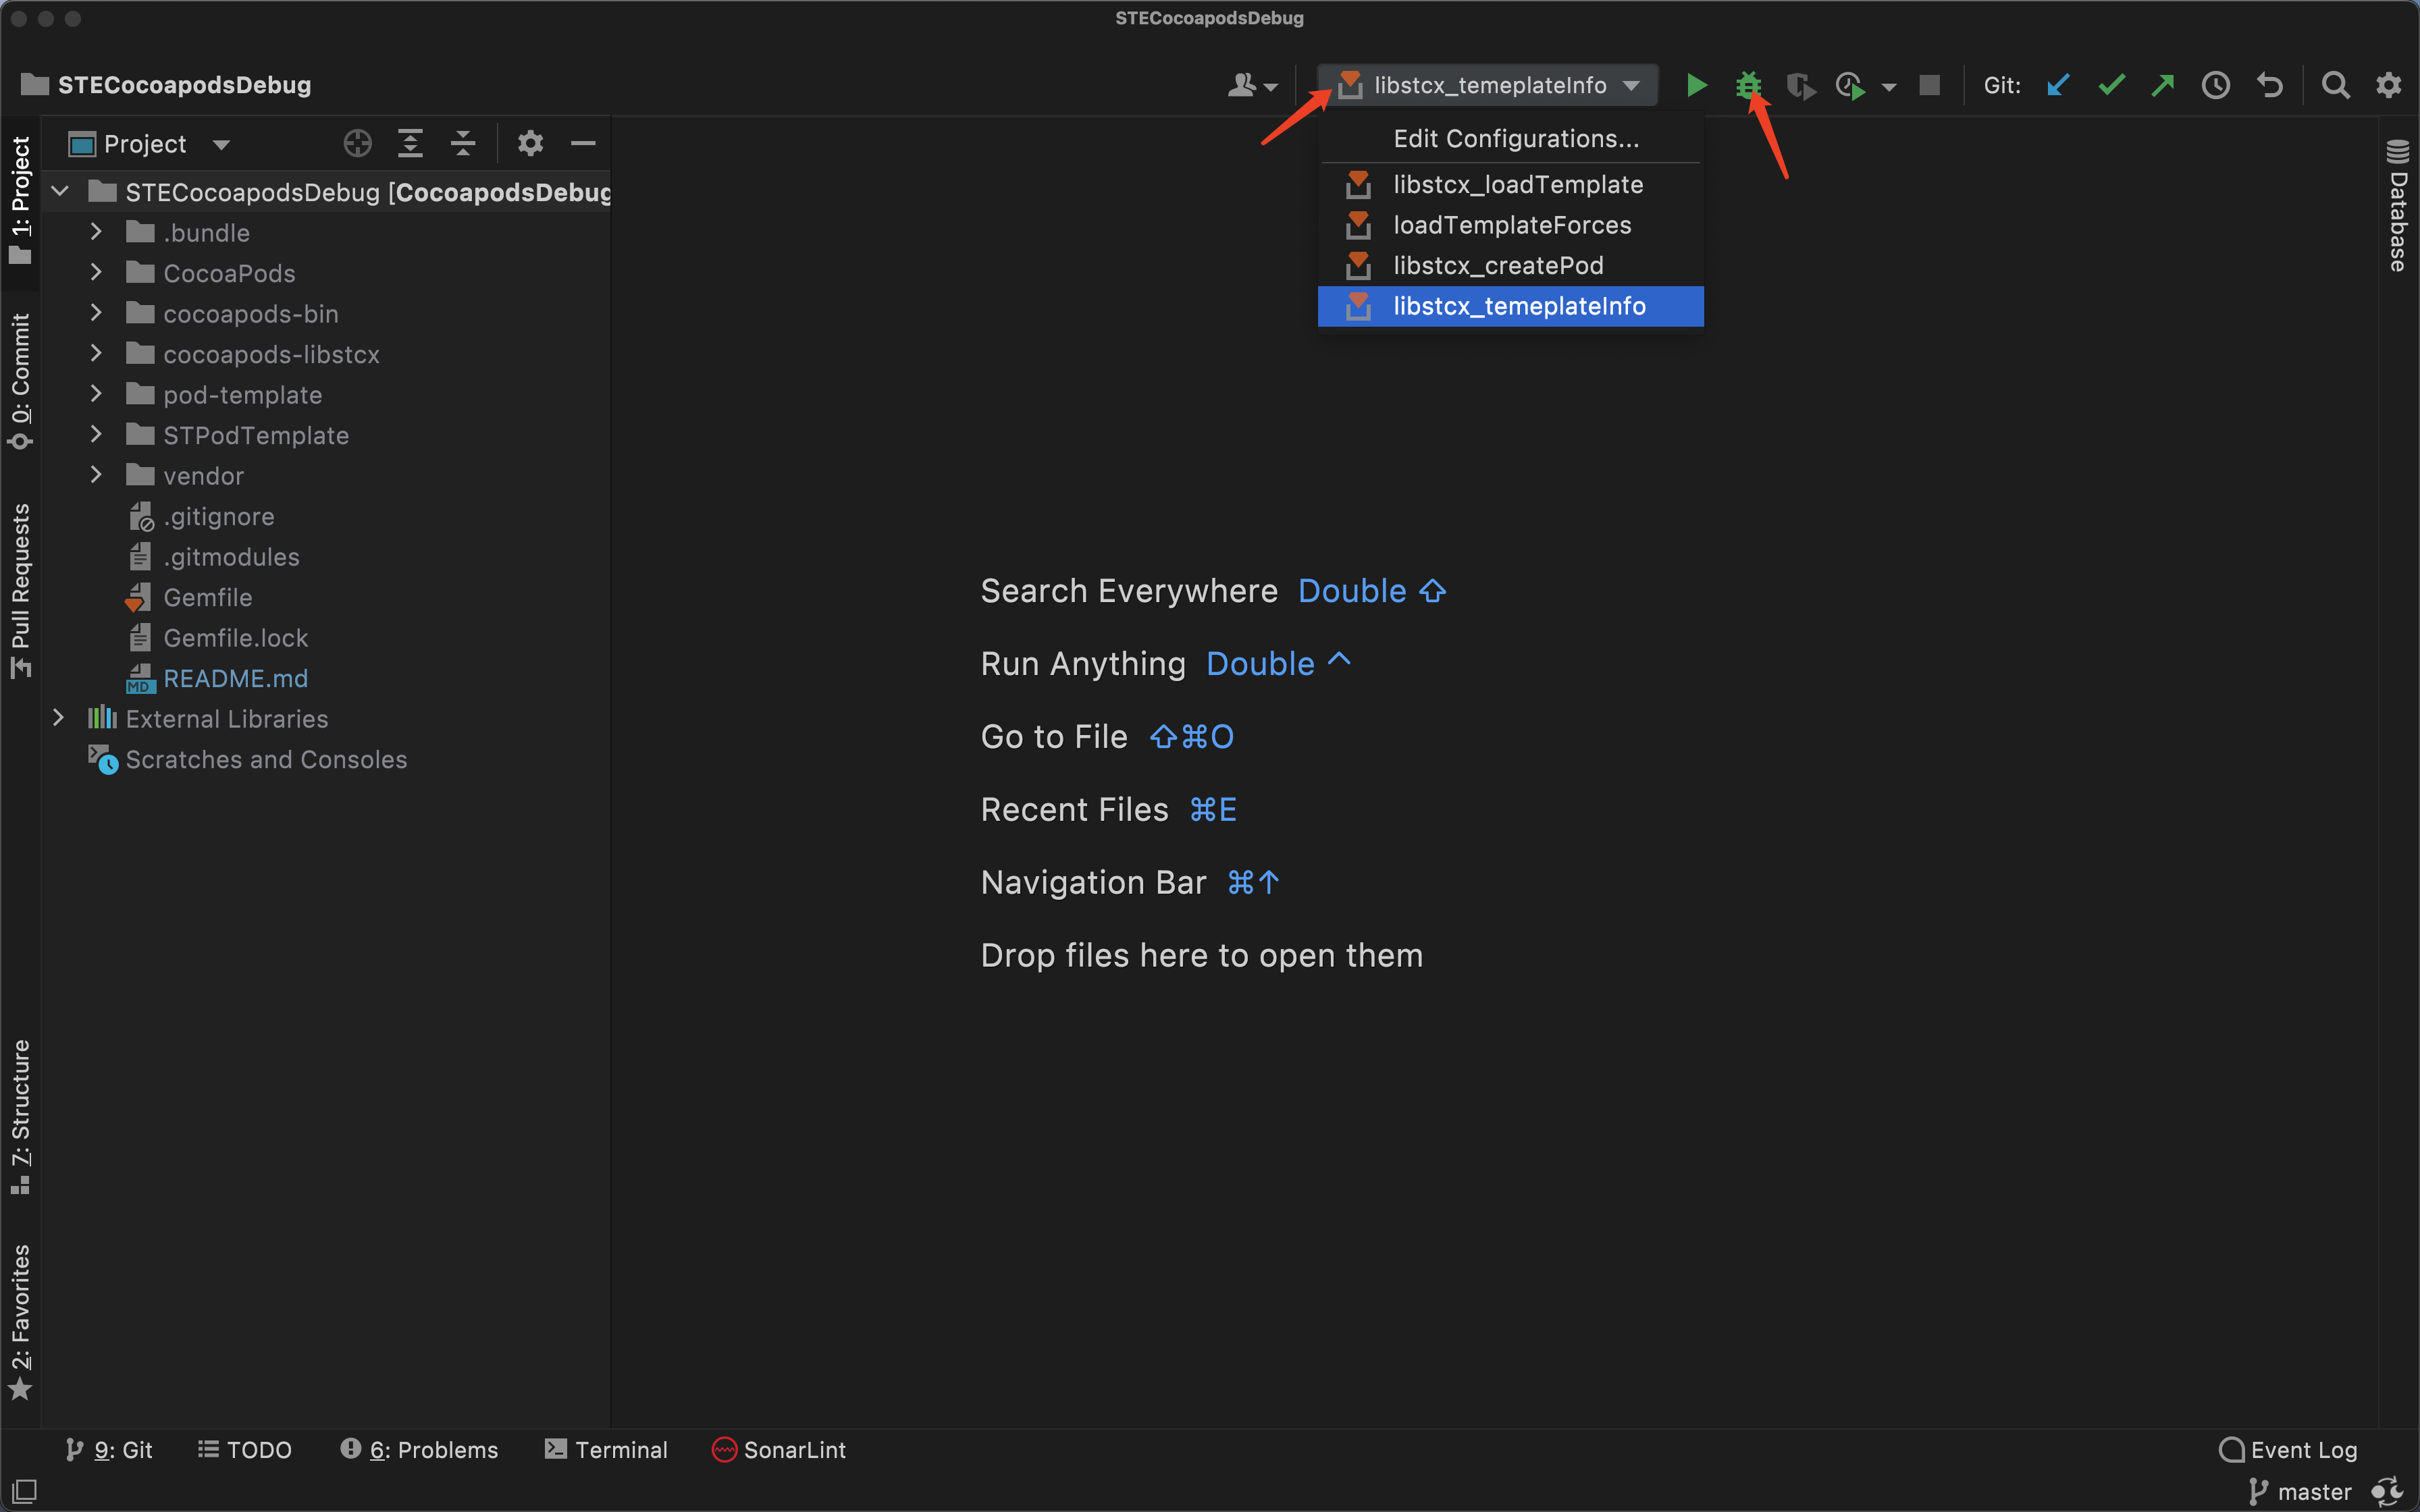 STECocoapodsDebug
STECocoapodsDebug
libstcx_temeplateInfo
Git:
Edit Configurations...
libstcx_loadTemplate
loadTemplateForces
libstcx_createPod
libstcx_temeplateInfo
1: Project
0: Commit
Pull Requests
7: Structure
2: Favorites
Database
Project
STECocoapodsDebug [CocoapodsDebug
.bundle
CocoaPods
cocoapods-bin
cocoapods-libstcx
pod-template
STPodTemplate
vendor
.gitignore
.gitmodules
Gemfile
Gemfile.lock
MD README.md
External Libraries
Scratches and Consoles
Search Everywhere Double ⇧
Run Anything Double ^
Go to File ⇧⌘O
Recent Files ⌘E
Navigation Bar ⌘↑
Drop files here to open them
9: Git
TODO
6: Problems
Terminal
SonarLint
Event Log
master